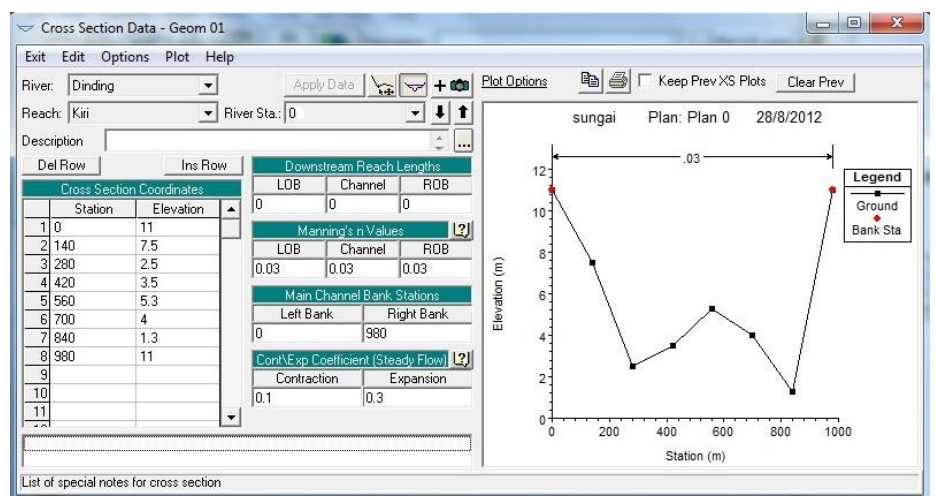 Cross Section Data - Geom 01
Exit Edit Options Plot Help
River: Dinding
Apply Data
Reach: Kiri River Sta.: 0
Description
Del Row Ins Row
Cross Section Coordinates
Station Elevation
1 0 11
2 140 7.5
3 280 2.5
4 420 3.5
5 560 5.3
6 700 4
7 840 1.3
8 980 11
9
10
11
Downstream Reach Lengths
LOB Channel ROB
0 0 0
Manning's n Values
LOB Channel ROB
0.03 0.03 0.03
Main Channel Bank Stations
Left Bank Right Bank
0 980
Cont\Exp Coefficient (Steady Flow)
Contraction Expansion
0.1 0.3
List of special notes for cross section
Plot Options Keep Prev XS Plots Clear Prev
sungai Plan: Plan 0 28/8/2012
.03
Legend
Ground
Bank Sta
Elevation (m)
12
10
8
6
4
2
0
0 200 400 600 800 1000
Station (m)